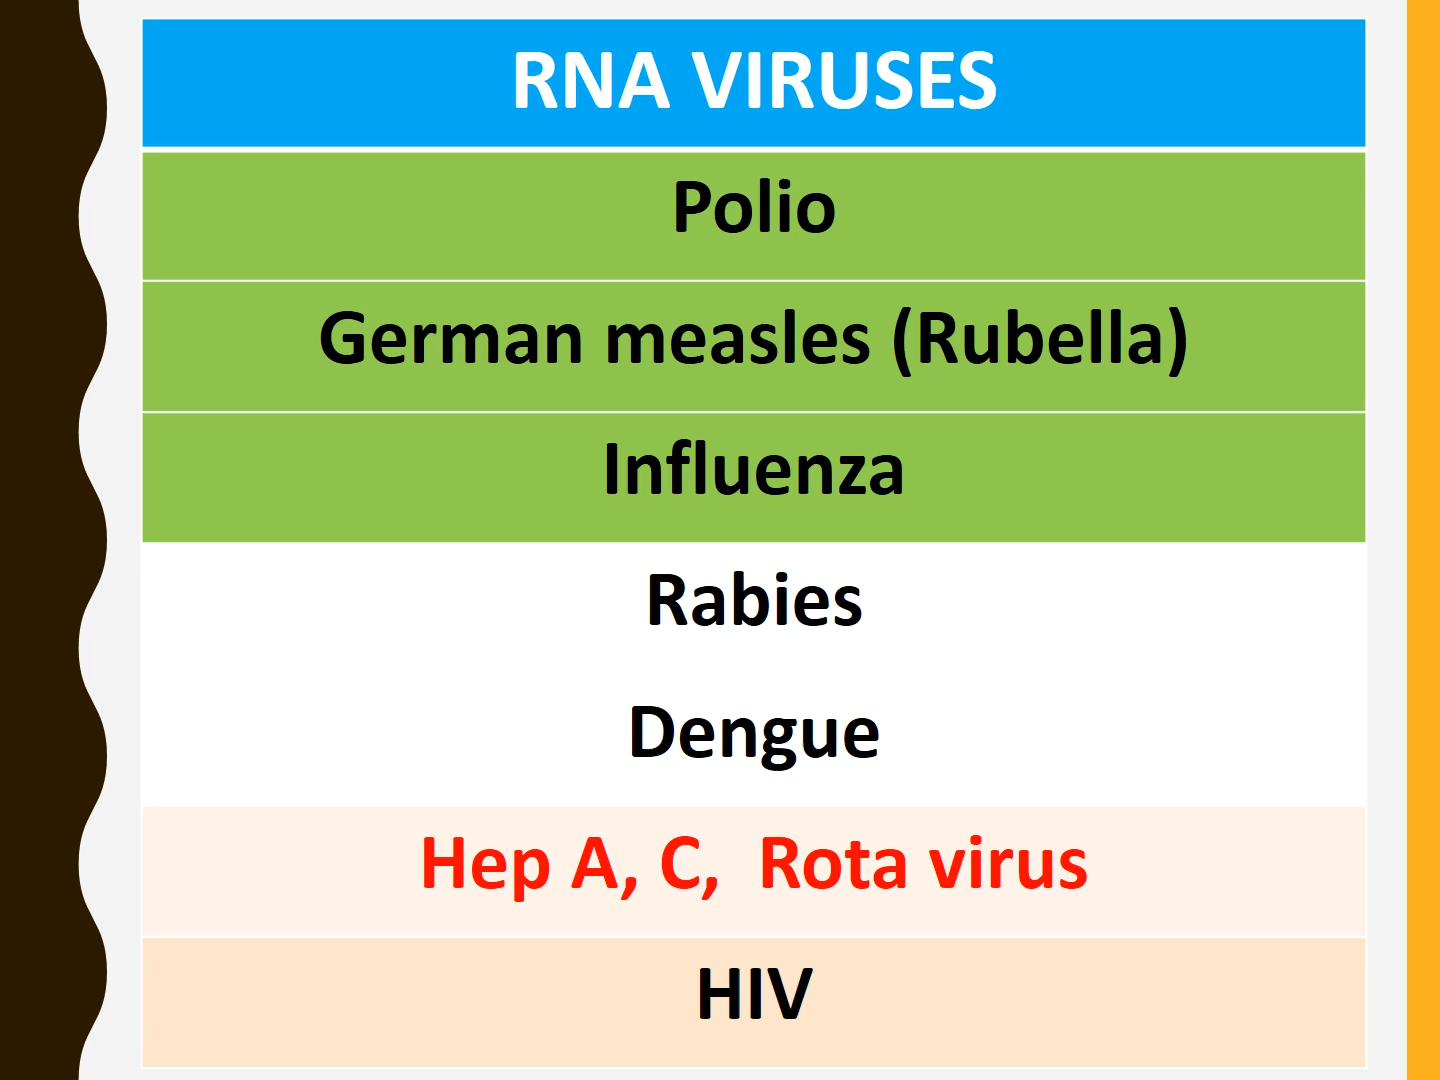 RNA VIRUSES
Polio
German measles (Rubella)
Influenza
Rabies
Dengue
Hep A, C, Rota virus
HIV